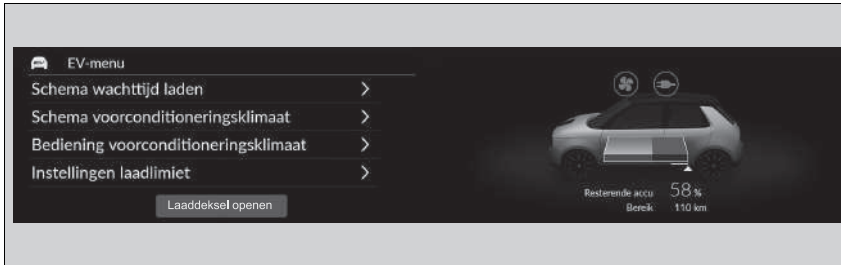 EV-menu
Schema wachttijd laden
Schema voorconditioneringsklimaat
Bediening voorconditioneringsklimaat
Instellingen laadlimiet
Laaddeksel openen
Resterende accu 58 %
Bereik 110 km